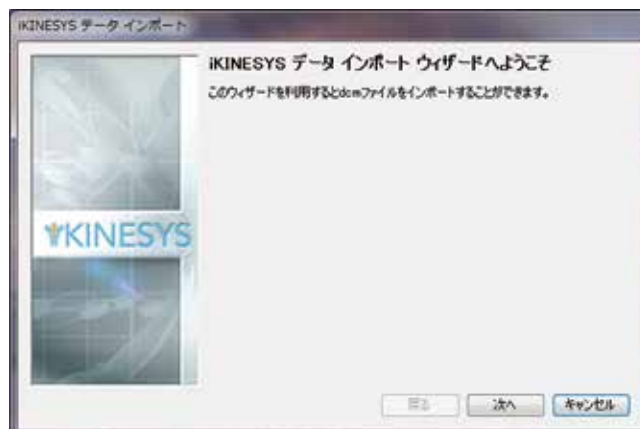 iKINESYS データ インポート
iKINESYS データ インポート ウィザードへようこそ
このウィザードを利用するとdcmファイルをインポートすることができます。
iKINESYS
戻る
次へ
キャンセル